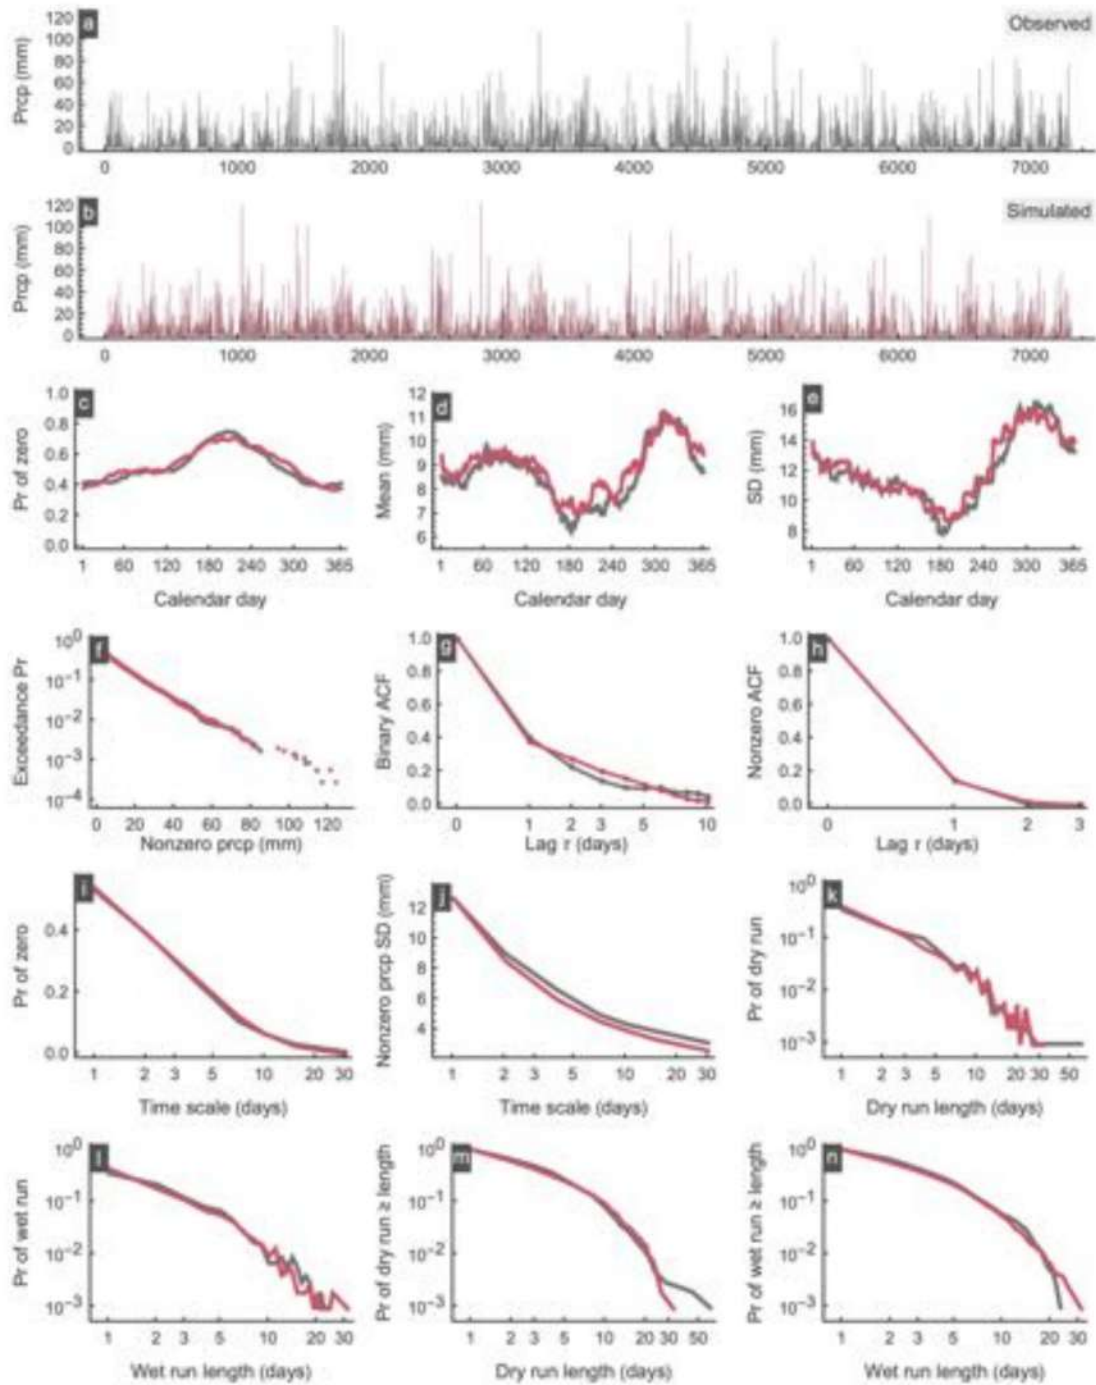 a
Observed
Prcp (mm)
120
100
80
60
40
20
0
0 1000 2000 3000 4000 5000 6000 7000
b
Simulated
Prcp (mm)
120
100
80
60
40
20
0
0 1000 2000 3000 4000 5000 6000 7000
c
Pr of zero
1.0
0.8
0.6
0.4
0.2
0.0
1 60 120 180 240 300 365
Calendar day
d
Mean (mm)
12
11
10
9
8
7
6
1 60 120 180 240 300 365
Calendar day
e
SD (mm)
16
14
12
10
8
1 60 120 180 240 300 365
Calendar day
f
Exeedance Pr
10^0
10^−1
10^−2
10^−3
10^−4
0 20 40 60 80 100 120
Nonzero prcp (mm)
g
Binary ACF
1.0
0.8
0.6
0.4
0.2
0.0
0 1 2 3 5 10
Lag τ (days)
h
Nonzero ACF
1.0
0.8
0.6
0.4
0.2
0.0
0 1 2 3
Lag τ (days)
i
Pr of zero
0.4
0.2
0.0
1 2 3 5 10 20 30
Time scale (days)
j
Nonzero prcp SD (mm)
12
10
8
6
4
1 2 3 5 10 20 30
Time scale (days)
k
Pr of dry run
10^0
10^−1
10^−2
10^−3
1 2 3 5 10 20 30 50
Dry run length (days)
l
Pr of wet run
10^0
10^−1
10^−2
10^−3
1 2 3 5 10 20 30
Wet run length (days)
m
Pr of dry run ≥ length
10^0
10^−1
10^−2
10^−3
1 2 3 5 10 20 30 50
Dry run length (days)
n
Pr of wet run ≥ length
10^0
10^−1
10^−2
10^−3
1 2 3 5 10 20 30
Wet run length (days)